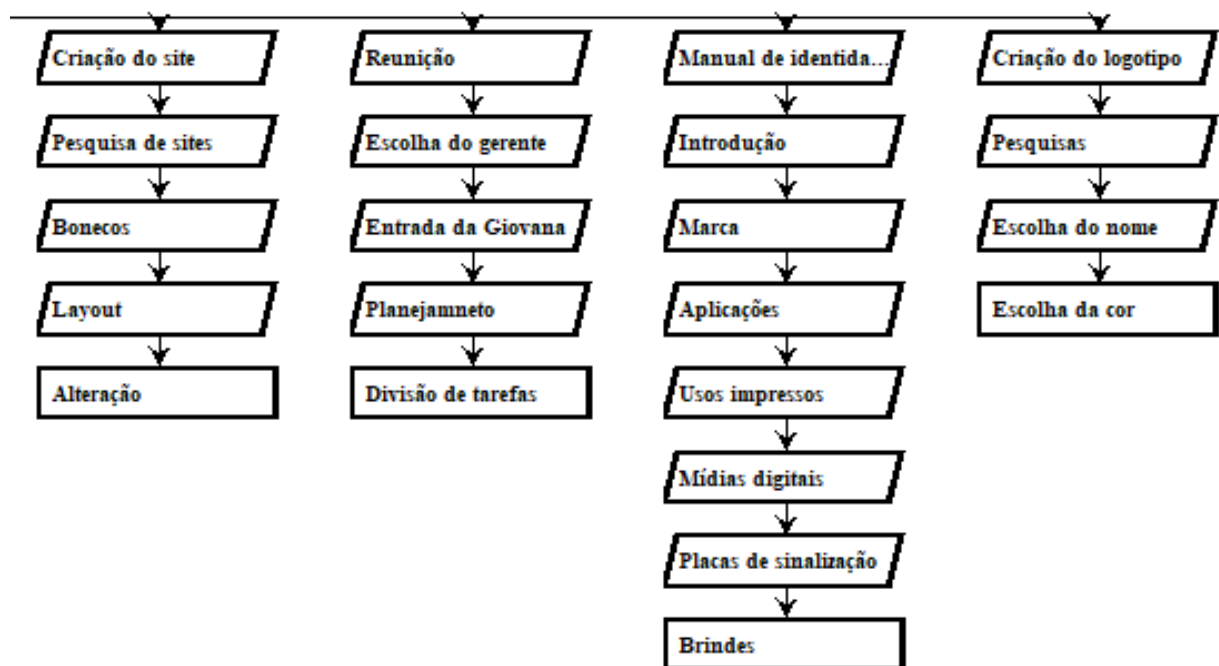 Criação do site
Pesquisa de sites
Bonecos
Layout
Alteração
Reunião
Escolha do gerente
Entrada da Giovana
Planejamneto
Divisão de tarefas
Manual de identida...
Introdução
Marca
Aplicações
Usos impressos
Mídias digitais
Placas de sinalização
Brindes
Criação do logotipo
Pesquisas
Escolha do nome
Escolha da cor